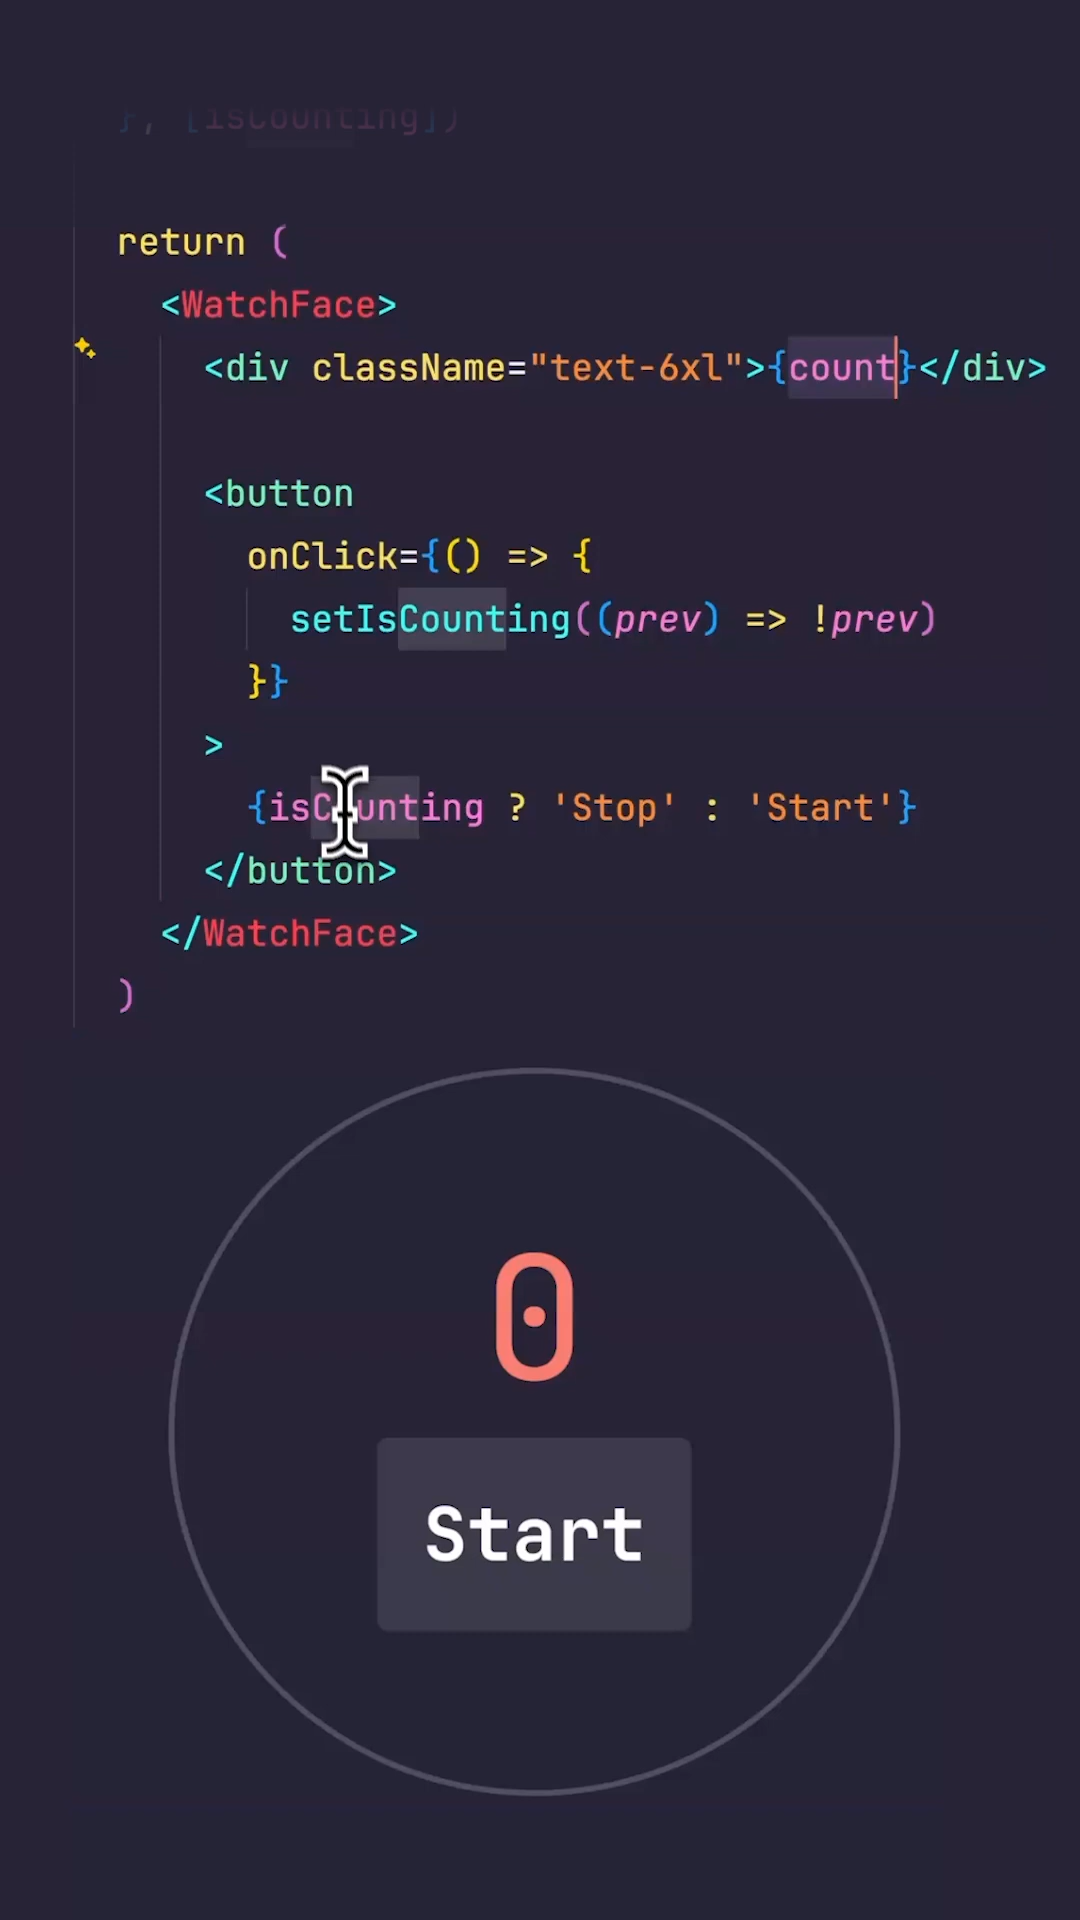 }, [isCounting])
return (
<WatchFace>
<div className="text-6xl">{count}</div>
<button
onClick={() => {
setIsCounting((prev) => !prev)
}}
>
{isCounting ? 'Stop' : 'Start'}
</button>
</WatchFace>
)
0
Start